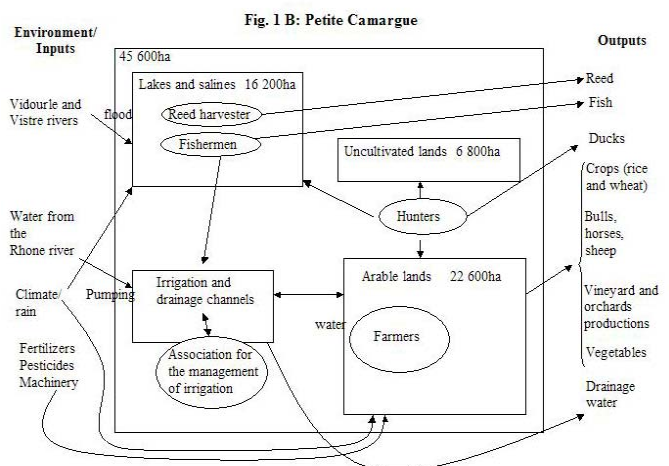 Fig. 1 B: Petite Camargue
Environment/
Inputs
Outputs
45 600ha
Lakes and salines 16 200ha
Reed harvester
Fishermen
Vidourle and
Vistre rivers
flood
Uncultivated lands 6 800ha
Hunters
Reed
Fish
Ducks
Crops (rice
and wheat)
Bulls,
horses,
sheep
Vineyard and
orchards
productions
Vegetables
Drainage
water
Water from
the
Rhone river
Pumping
Irrigation and
drainage channels
water
Arable lands 22 600ha
Farmers
Climate/
rain
Association for
the management
of irrigation
Fertilizers
Pesticides
Machinery